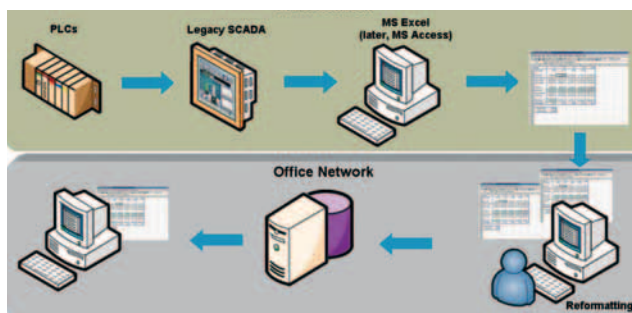 PLCs
Legacy SCADA
MS Excel
(later, MS Access)
Office Network
Reformatting